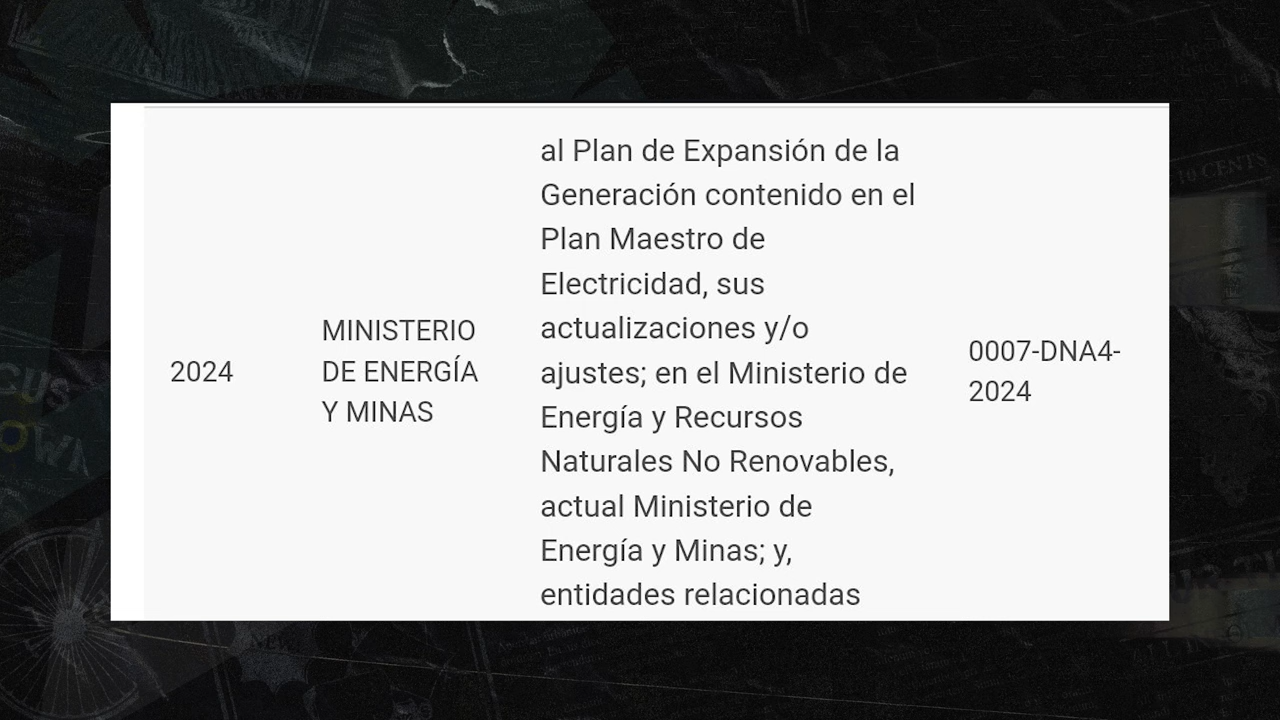 al Plan de Expansión de la
Generación contenido en el
Plan Maestro de
Electricidad, sus
actualizaciones y/o
ajustes; en el Ministerio de
Energía y Recursos
Naturales No Renovables,
actual Ministerio de
Energía y Minas; y,
entidades relacionadas
2024
MINISTERIO
DE ENERGÍA
Y MINAS
0007-DNA4-
2024
10 CENTS